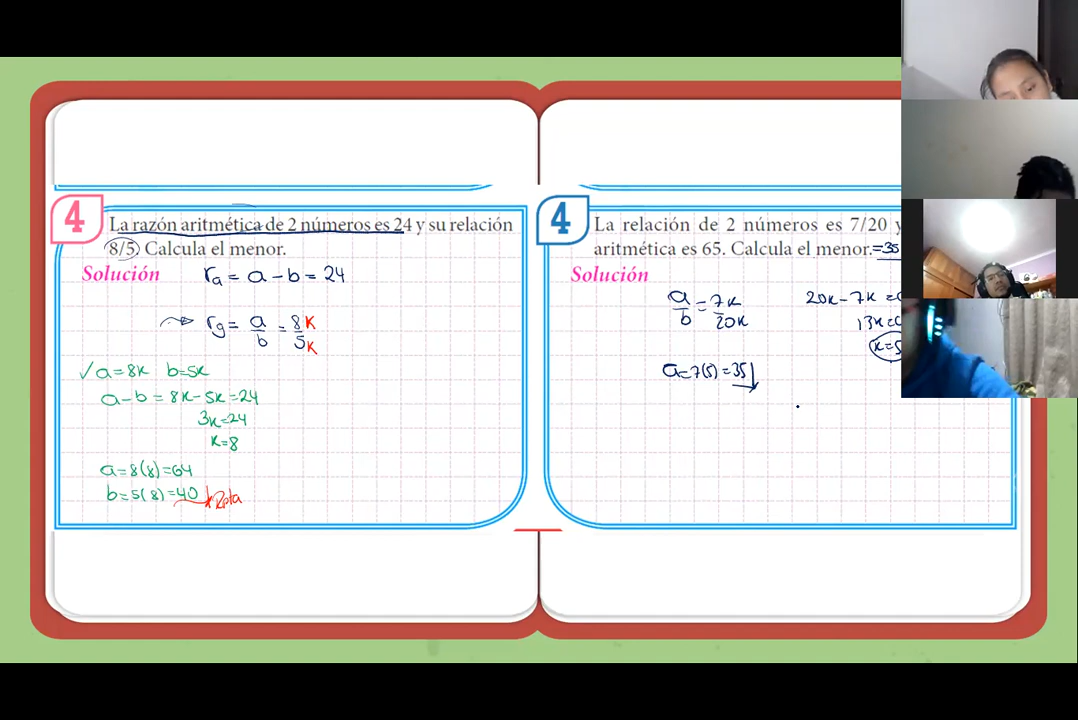 4
La razón aritmética de 2 números es 24 y su relación
8/5. Calcula el menor.
Solución
ra = a - b = 24
rg = a/b = 8K/5K
✓ a=8K b=5K
a-b = 8K-5K=24
3K=24
K=8
a=8(8)=64
b=5(8)=40 Rpta
4
La relación de 2 números es 7/20 y
aritmética es 65. Calcula el menor. =35
Solución
a/b = 7K/20K
20K-7K =
13K=
K=5
a=7(5)=35